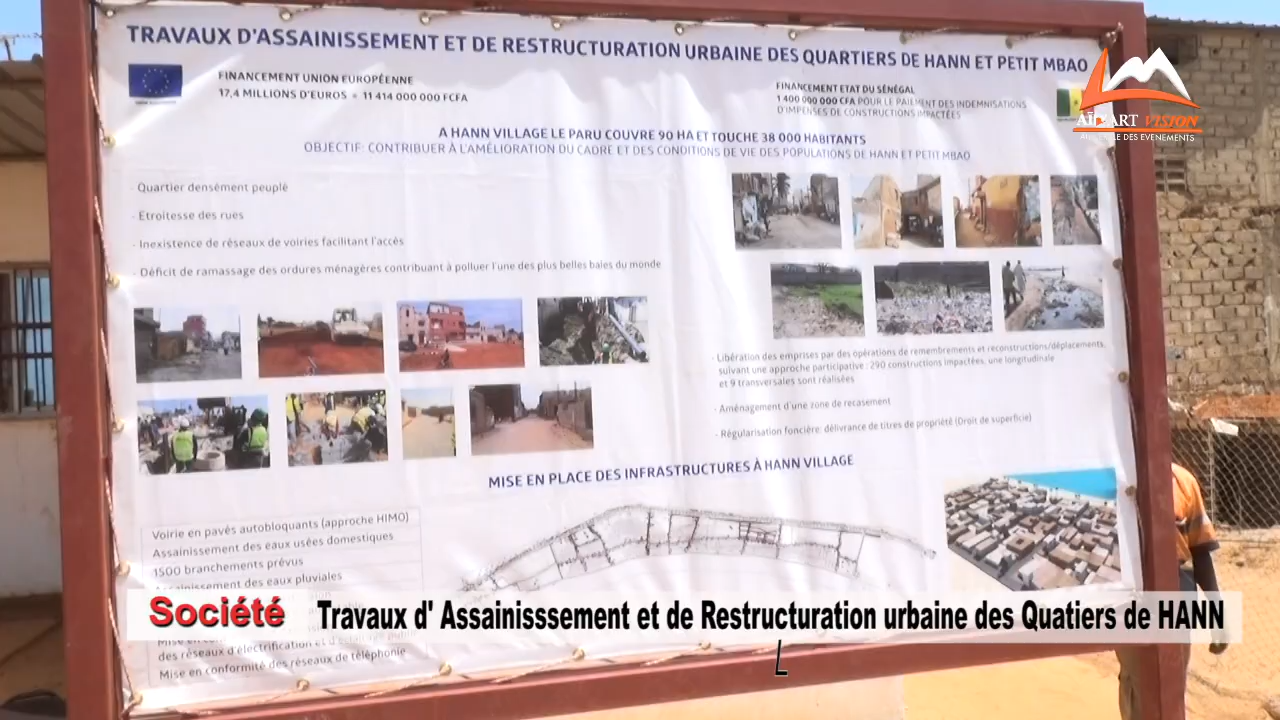 TRAVAUX D'ASSAINISSEMENT ET DE RESTRUCTURATION URBAINE DES QUARTIERS DE HANN ET PETIT MBAO
FINANCEMENT UNION EUROPÉENNE
17,4 MILLIONS D'EUROS = 11 414 000 000 FCFA
FINANCEMENT ETAT DU SÉNÉGAL
1 400 000 000 CFA POUR LE PAIEMENT DES INDEMNISATIONS
D'IMPENSES DE CONSTRUCTIONS IMPACTÉES
VISION
DES EVENEMENTS
A HANN VILLAGE LE PARU COUVRE 90 HA ET TOUCHE 38 000 HABITANTS
OBJECTIF: CONTRIBUER À L'AMÉLIORATION DU CADRE ET DES CONDITIONS DE VIE DES POPULATIONS DE HANN ET PETIT MBAO
- Quartier densément peuplé
- Etroitesse des rues
- Inexistence de réseaux de voiries facilitant l'accès
- Déficit de ramassage des ordures ménagères contribuant à polluer l'une des plus belles baies du monde
- Libération des emprises par des opérations de remembrements et reconstructions/déplacements,
suivant une approche participative : 290 constructions impactées, une longitudinale
et 9 transversales sont réalisées
- Aménagement d'une zone de recasement
- Régularisation foncière: délivrance de titres de propriété (Droit de superficie)
MISE EN PLACE DES INFRASTRUCTURES À HANN VILLAGE
Voirie en pavés autobloquants (approche HIMO)
Assainissement des eaux usées domestiques
1500 branchements prévus
Assainissement des eaux pluviales
Société
Travaux d' Assainisssement et de Restructuration urbaine des Quatiers de HANN
des réseaux d'électrification et d'éclairage public
Mise en conformité des réseaux de téléphonie
L